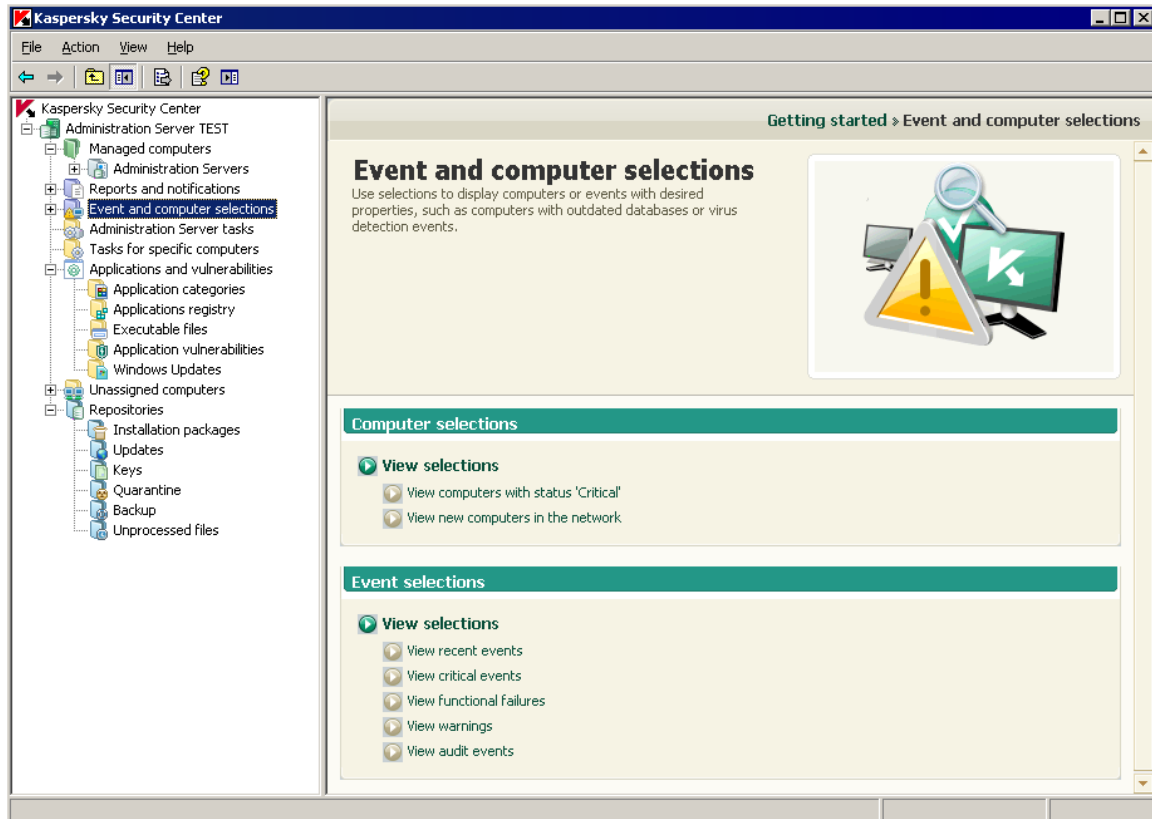 Kaspersky Security Center
File Action View Help
Kaspersky Security Center
Administration Server TEST
Managed computers
Administration Servers
Reports and notifications
Event and computer selections
Administration Server tasks
Tasks for specific computers
Applications and vulnerabilities
Application categories
Applications registry
Executable files
Application vulnerabilities
Windows Updates
Unassigned computers
Repositories
Installation packages
Updates
Keys
Quarantine
Backup
Unprocessed files
Getting started » Event and computer selections
Event and computer selections
Use selections to display computers or events with desired
properties, such as computers with outdated databases or virus
detection events.
Computer selections
View selections
View computers with status 'Critical'
View new computers in the network
Event selections
View selections
View recent events
View critical events
View functional failures
View warnings
View audit events